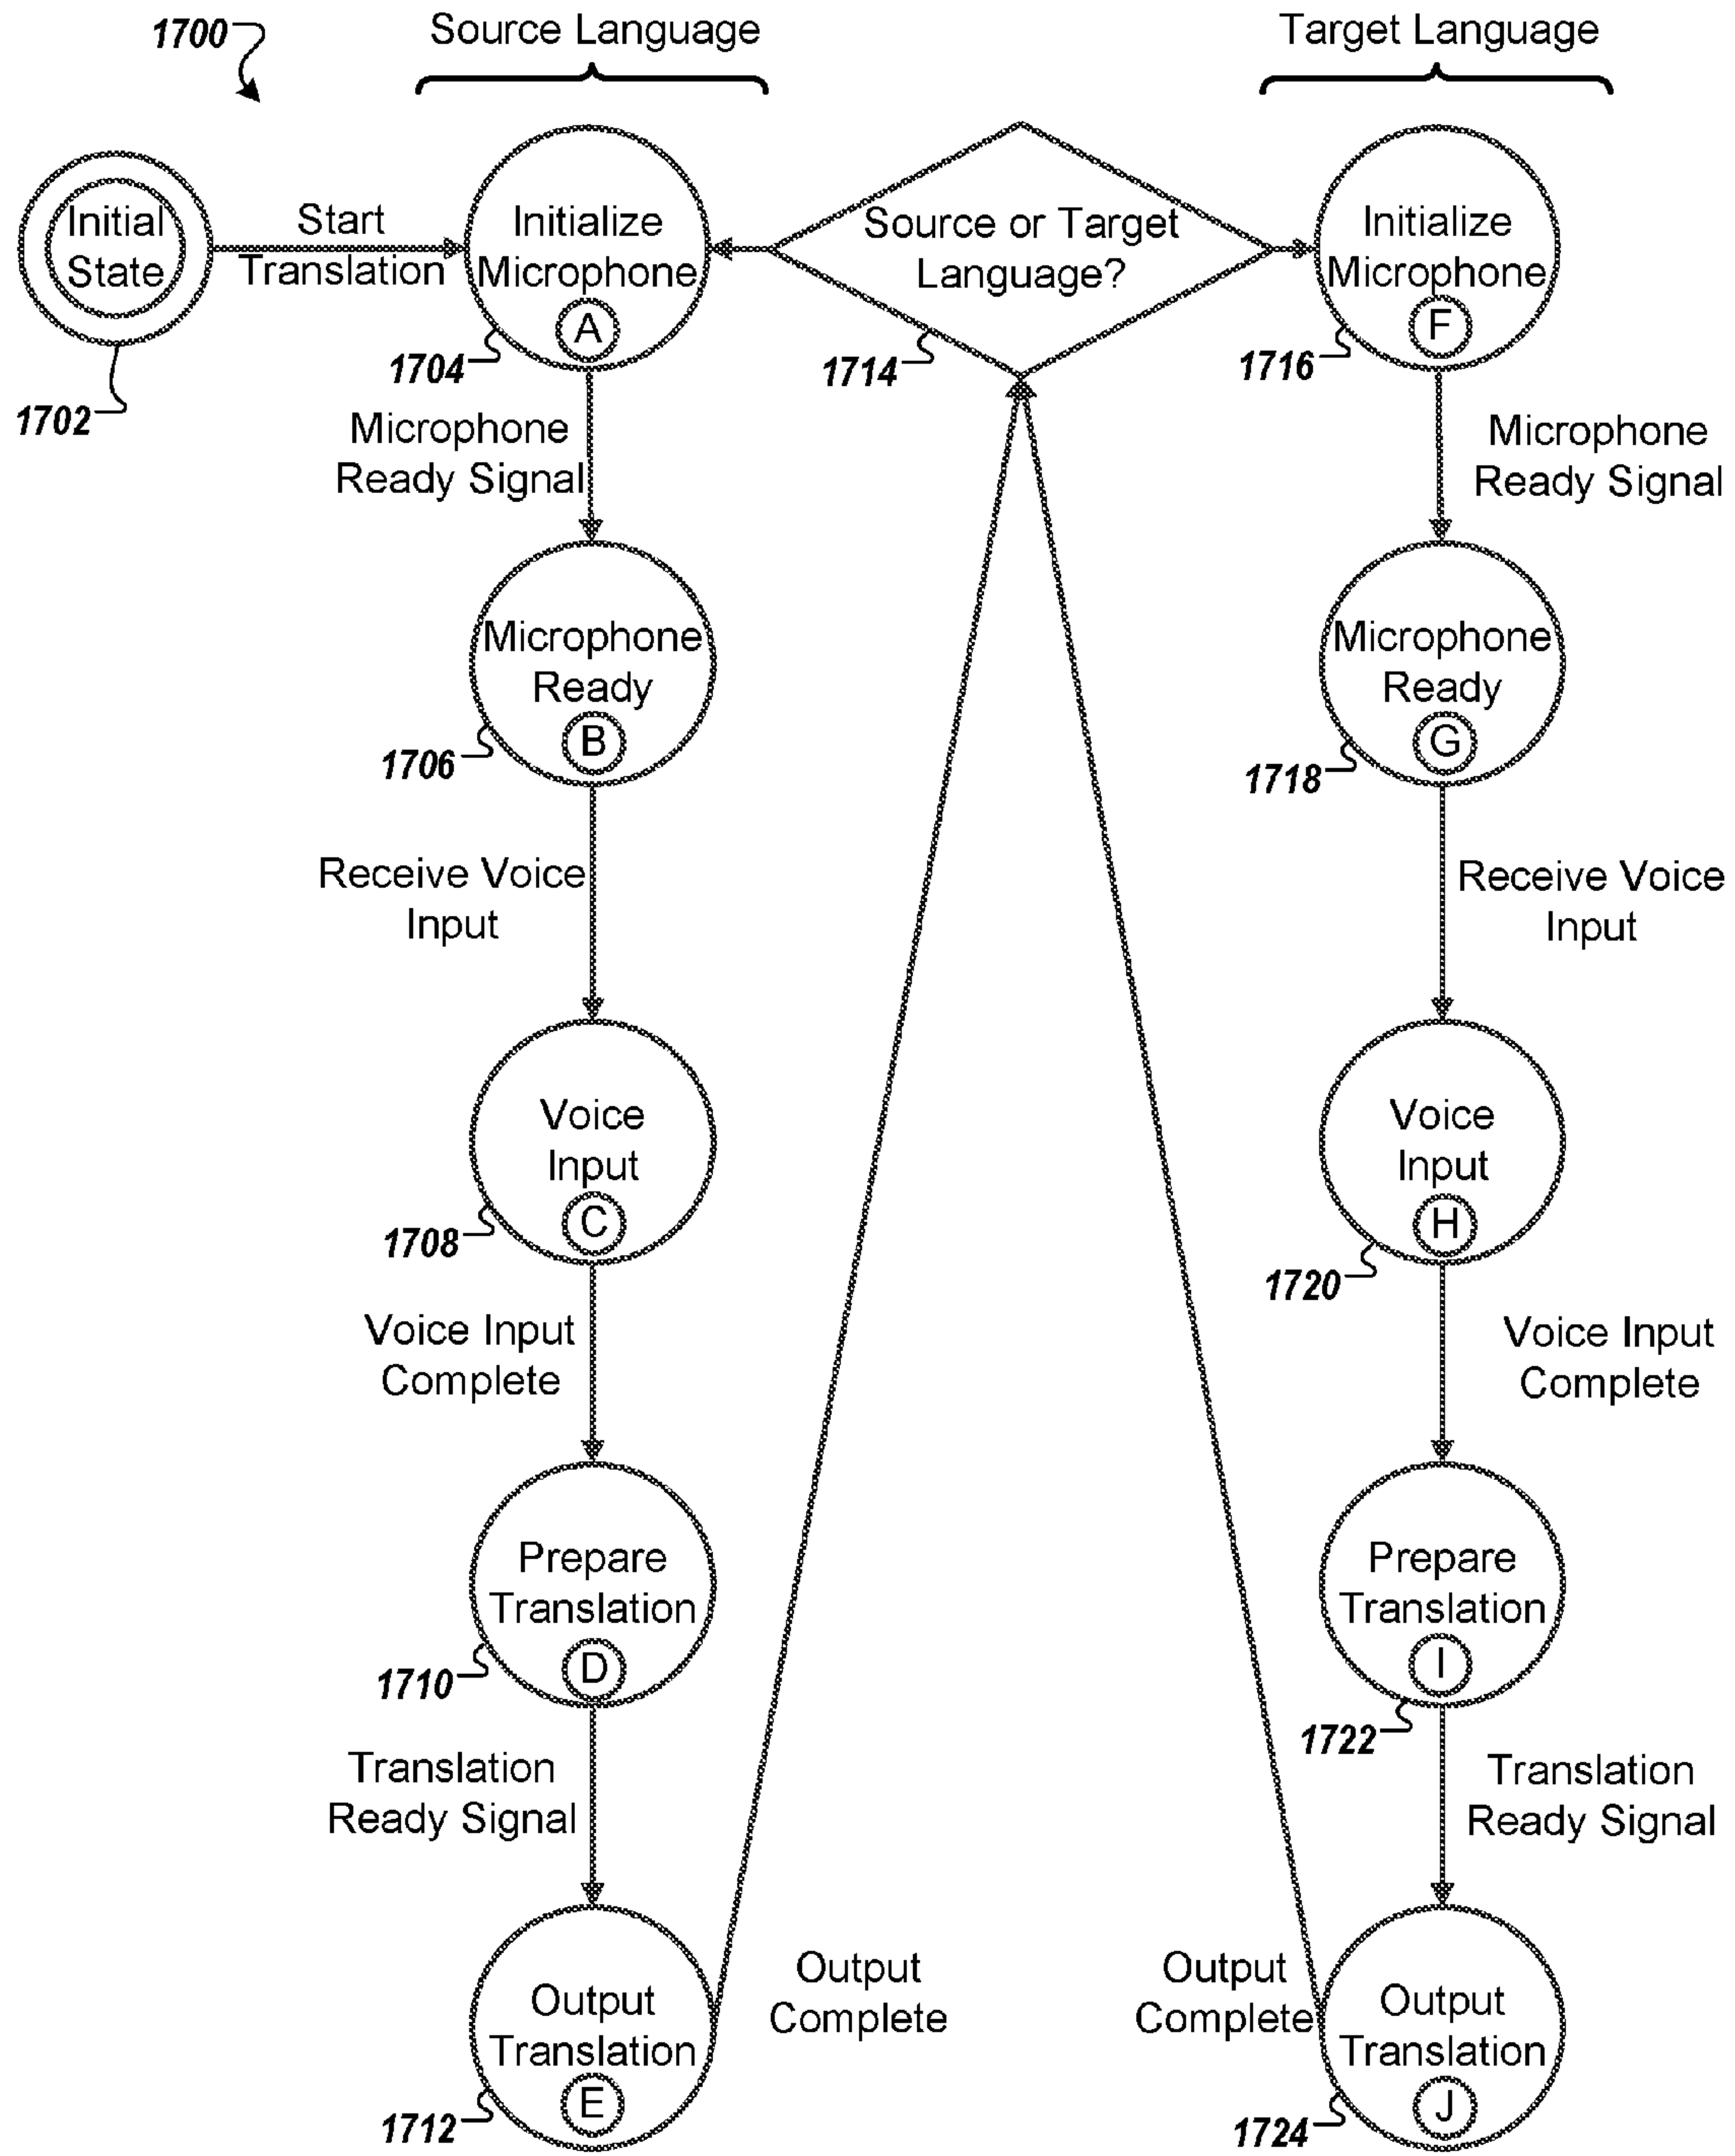 1700
Source Language
Target Language
Initial
State
1702
Start
Translation
Initialize
Microphone
A
1704
Source or Target
Language?
1714
Initialize
Microphone
F
1716
Microphone
Ready Signal
Microphone
Ready Signal
Microphone
Ready
B
1706
Microphone
Ready
G
1718
Receive Voice
Input
Receive Voice
Input
Voice
Input
C
1708
Voice
Input
H
1720
Voice Input
Complete
Voice Input
Complete
Prepare
Translation
D
1710
Prepare
Translation
I
1722
Translation
Ready Signal
Translation
Ready Signal
Output
Translation
E
1712
Output
Complete
Output
Complete
Output
Translation
J
1724